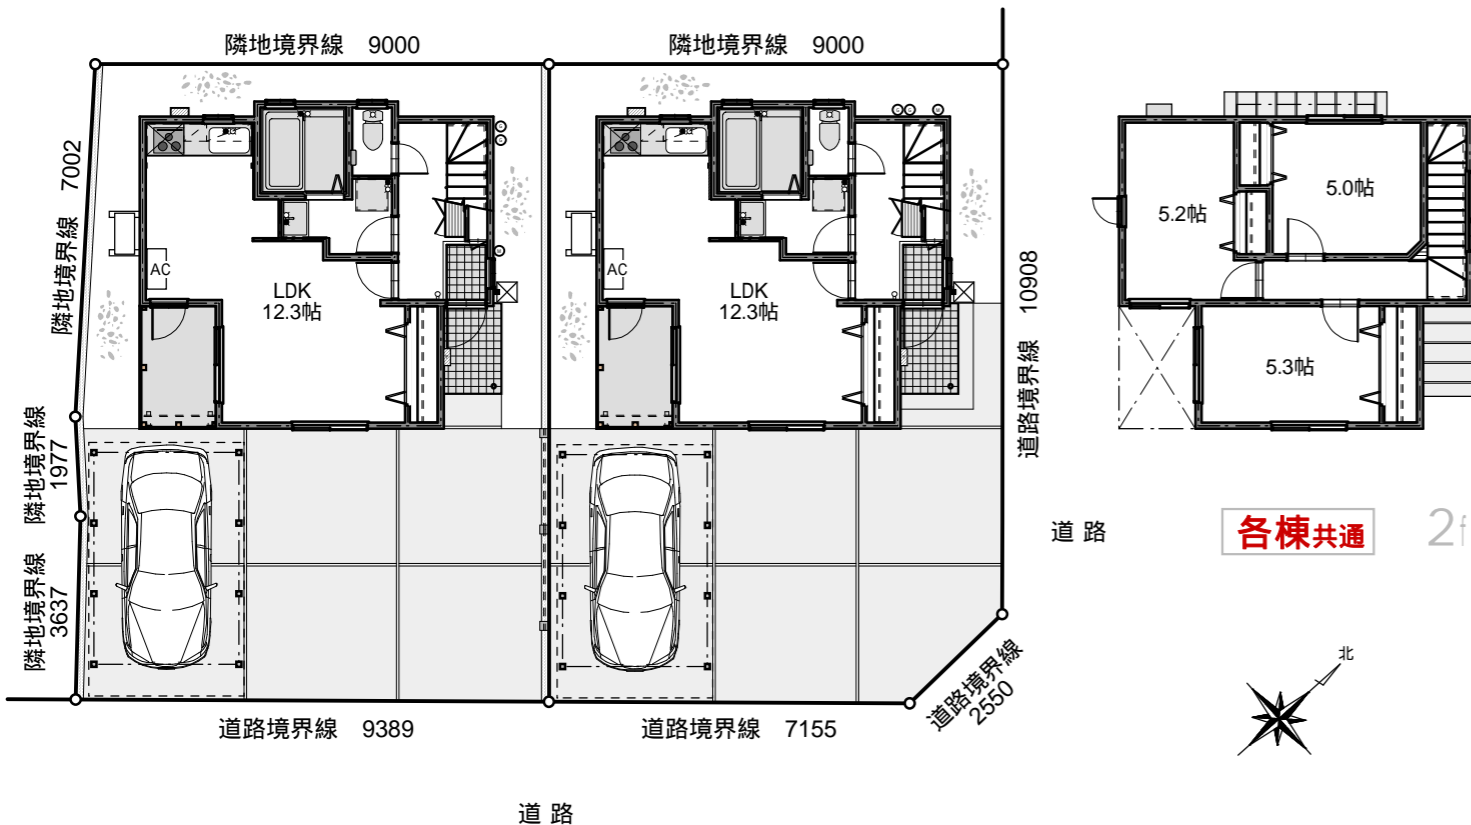 隣地境界線 9000
隣地境界線 9000
隣地境界線 7002
隣地境界線 1977
隣地境界線 3637
AC
LDK
12.3帖
AC
LDK
12.3帖
道路境界線 10908
5.2帖
5.0帖
5.3帖
道路
各棟共通
2f
北
道路境界線 2550
道路境界線 9389
道路境界線 7155
道路